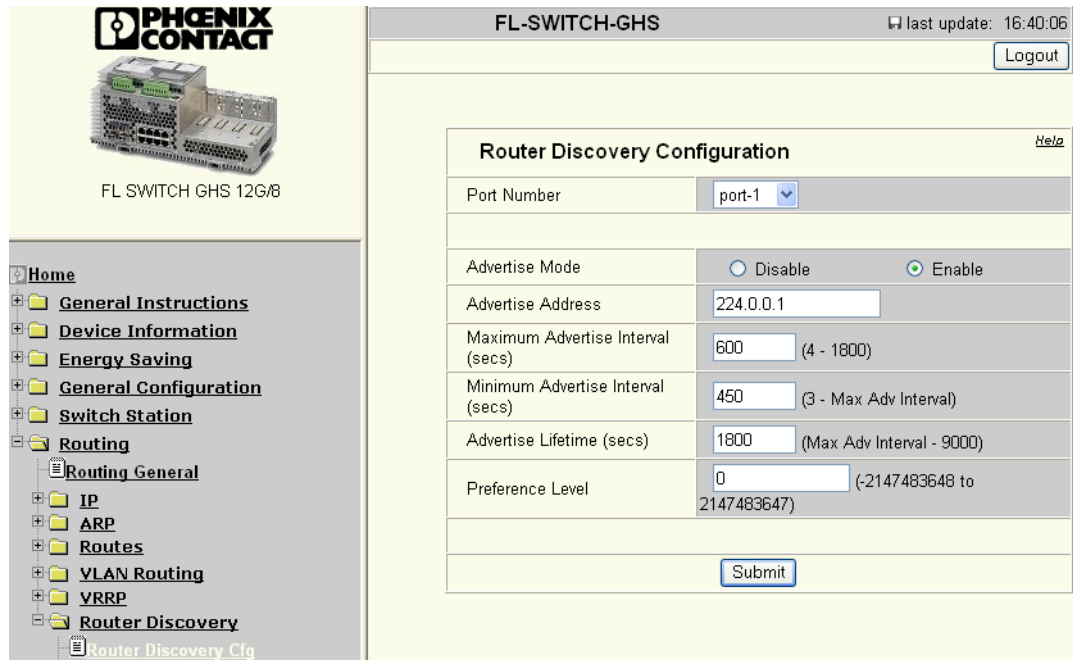 PHŒNIX
CONTACT
FL SWITCH GHS 12G/8
Home
General Instructions
Device Information
Energy Saving
General Configuration
Switch Station
Routing
Routing General
IP
ARP
Routes
VLAN Routing
VRRP
Router Discovery
Router Discovery Cfg
FL-SWITCH-GHS
last update: 16:40:06
Logout
Router Discovery Configuration
Help
Port Number
port-1
Advertise Mode
Disable
Enable
Advertise Address
224.0.0.1
Maximum Advertise Interval
(secs)
600
(4 - 1800)
Minimum Advertise Interval
(secs)
450
(3 - Max Adv Interval)
Advertise Lifetime (secs)
1800
(Max Adv Interval - 9000)
Preference Level
0
(-2147483648 to
2147483647)
Submit